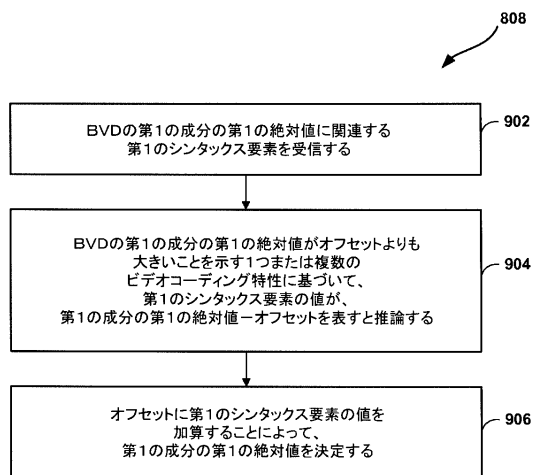 808
BVDの第1の成分の第1の絶対値に関連する
第1のシンタックス要素を受信する
902
BVDの第1の成分の第1の絶対値がオフセットよりも
大きいことを示す1つまたは複数の
ビデオコーディング特性に基づいて、
第1のシンタックス要素の値が、
第1の成分の第1の絶対値-オフセットを表すと推論する
904
オフセットに第1のシンタックス要素の値を
加算することによって、
第1の成分の第1の絶対値を決定する
906